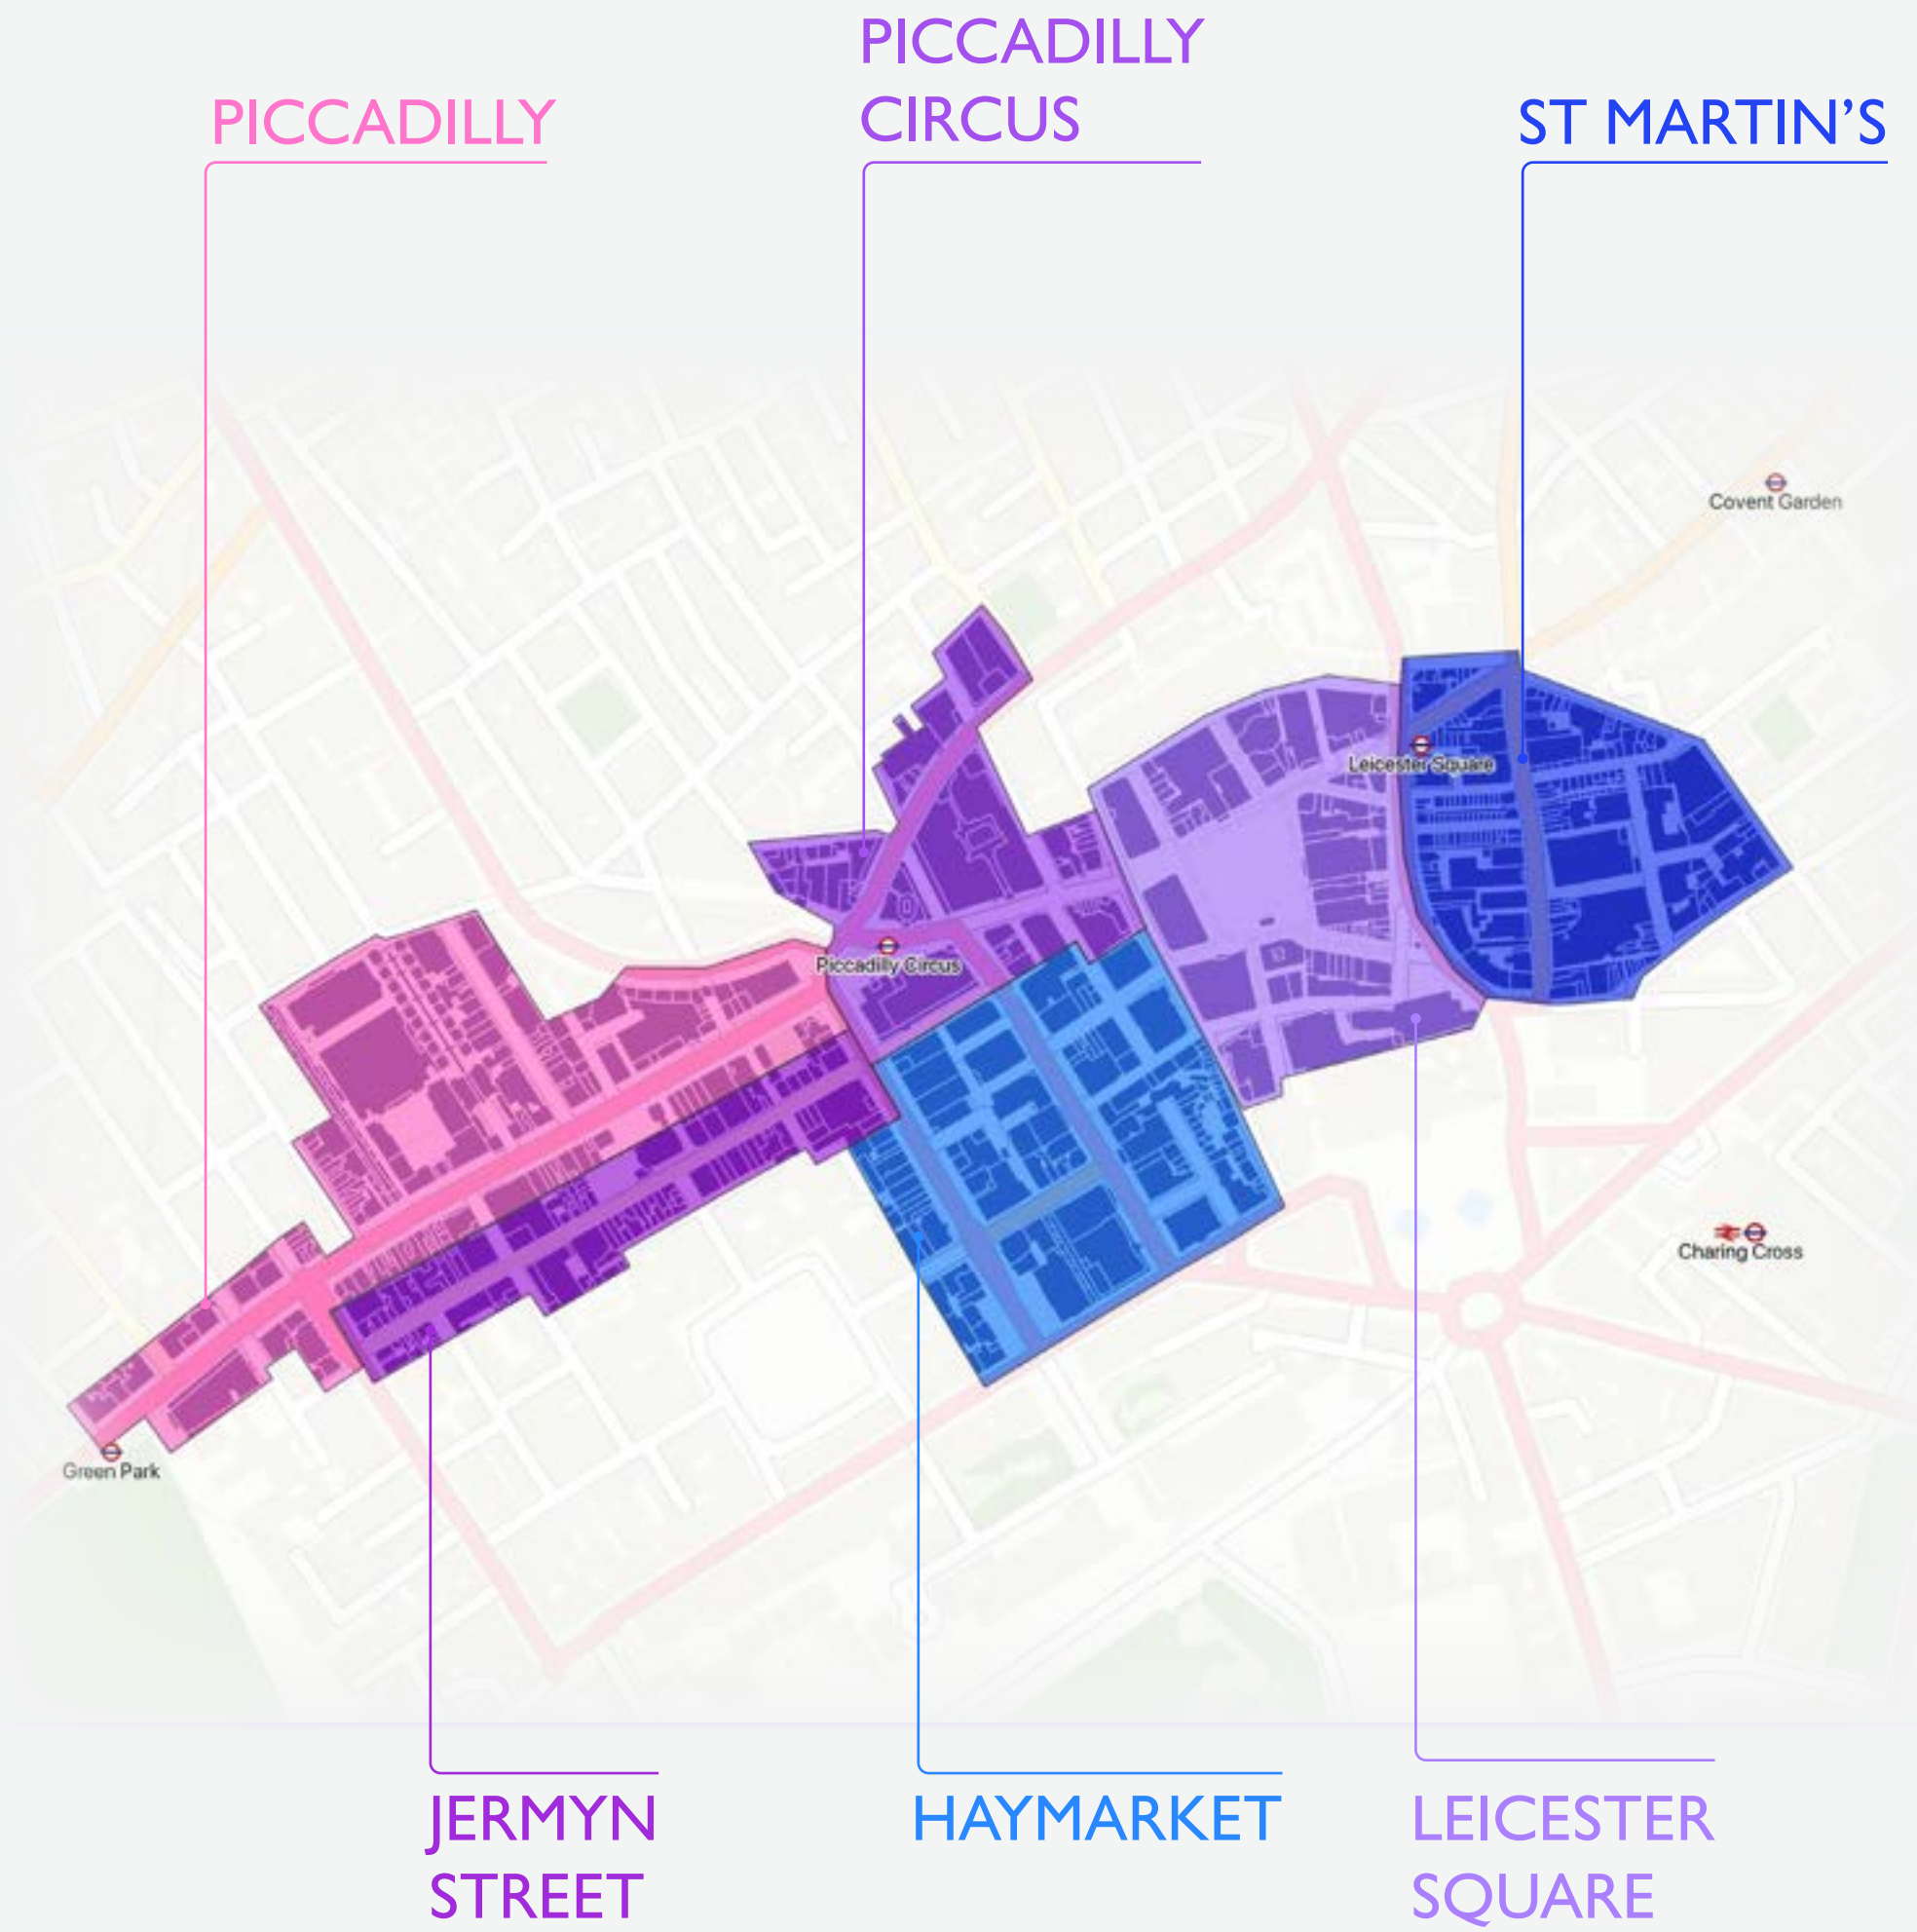 PICCADILLY
CIRCUS
PICCADILLY
ST MARTIN’S
Covent Garden
Leicester Square
Piccadilly Circus
Charing Cross
Green Park
JERMYN
STREET
HAYMARKET
LEICESTER
SQUARE